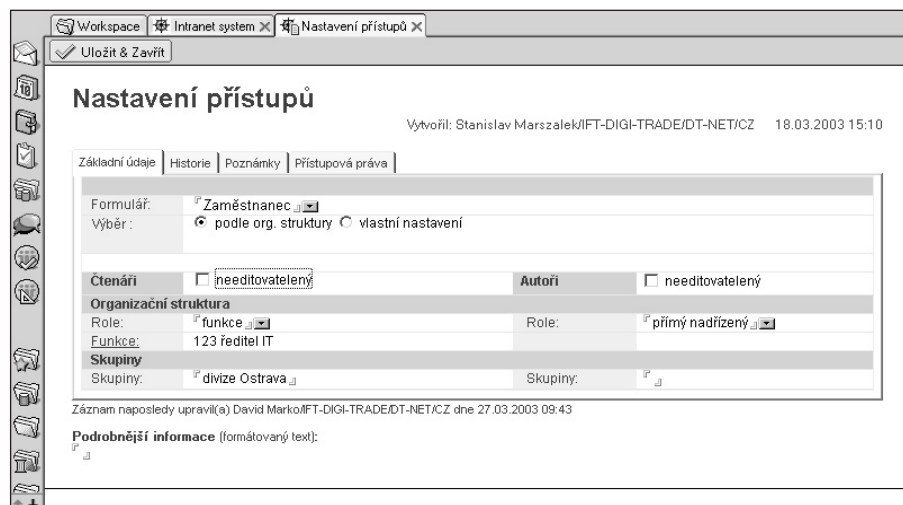 Workspace Intranet system Nastavení přístupů
Uložit & Zavřít
18
Nastavení přístupů
Vytvořil: Stanislav Marszalek/IFT-DIGI-TRADE/DT-NET/CZ 18.03.2003 15:10
Základní údaje Historie Poznámky Přístupová práva
Formulář: Zaměstnanec
Výběr : podle org. struktury vlastní nastavení
Čtenáři needitovatelený Autoři needitovatelený
Organizační struktura
Role: funkce Role: přímý nadřízený
Funkce: 123 ředitel IT
Skupiny
Skupiny: divize Ostrava Skupiny:
Záznam naposledy upravil(a) David Marko/IFT-DIGI-TRADE/DT-NET/CZ dne 27.03.2003 09:43
Podrobnější informace (formátovaný text):